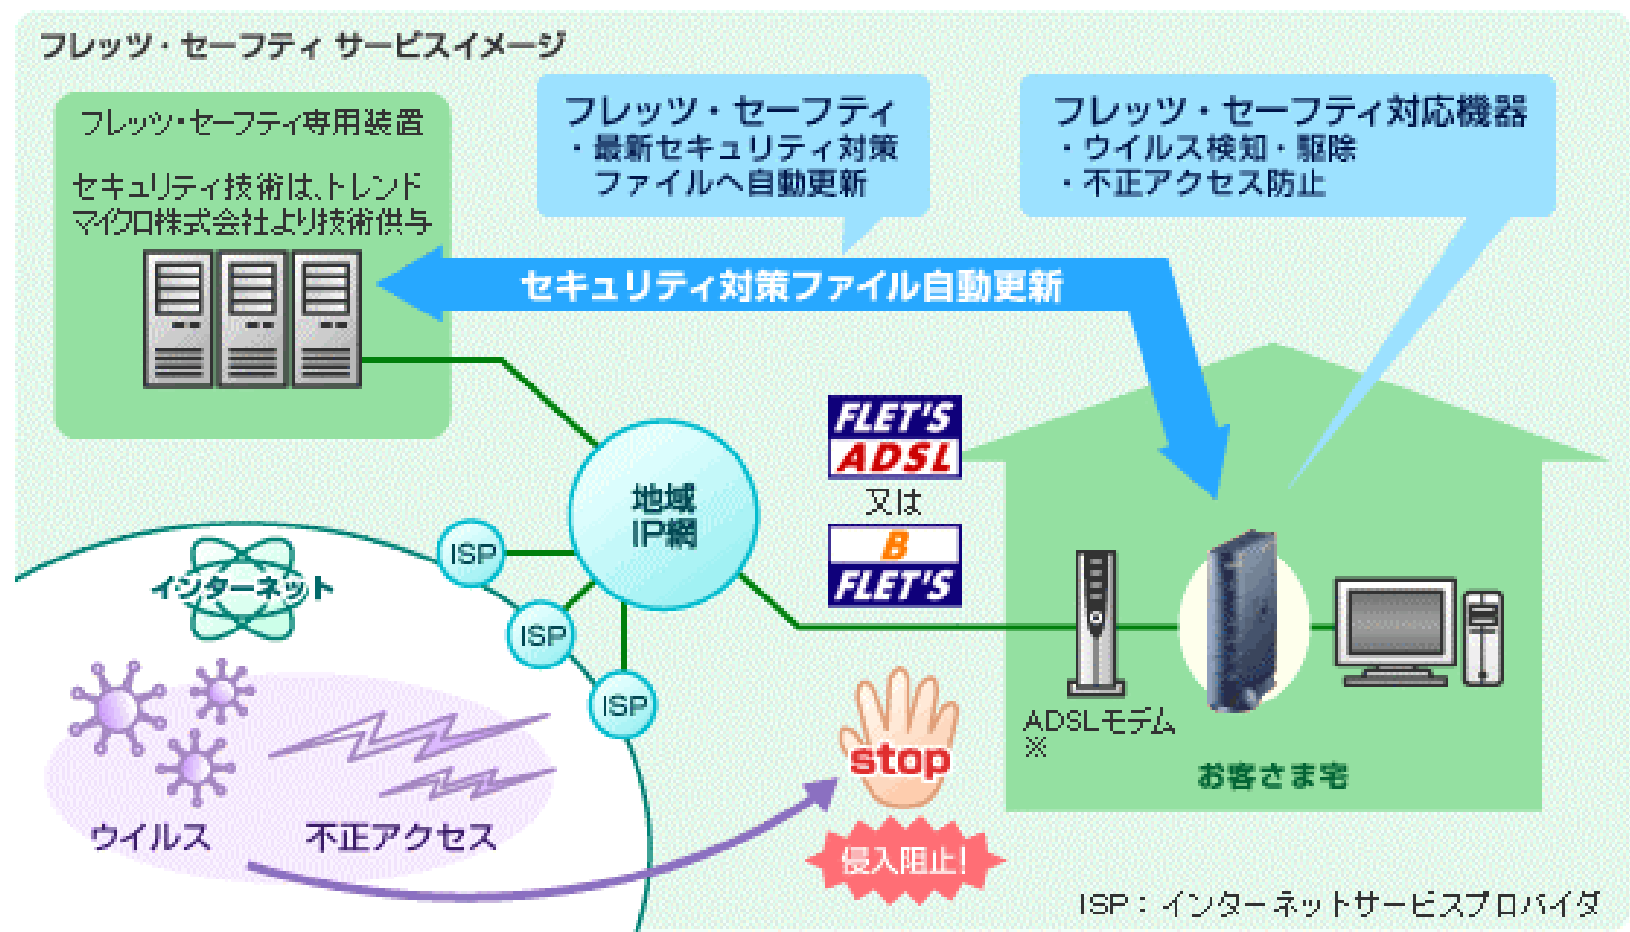 フレッツ・セーフティ サービスイメージ
フレッツ・セーフティ専用装置
セキュリティ技術は、トレンド
マイクロ株式会社より技術供与
フレッツ・セーフティ
・最新セキュリティ対策
ファイルへ自動更新
フレッツ・セーフティ対応機器
・ウイルス検知・駆除
・不正アクセス防止
セキュリティ対策ファイル自動更新
FLET'S
ADSL
又は
B
FLET'S
地域
IP網
ISP
ISP
ISP
インターネット
ウイルス
不正アクセス
stop
侵入阻止!
ADSLモデム
※
お客さま宅
ISP：インターネットサービスプロバイダ